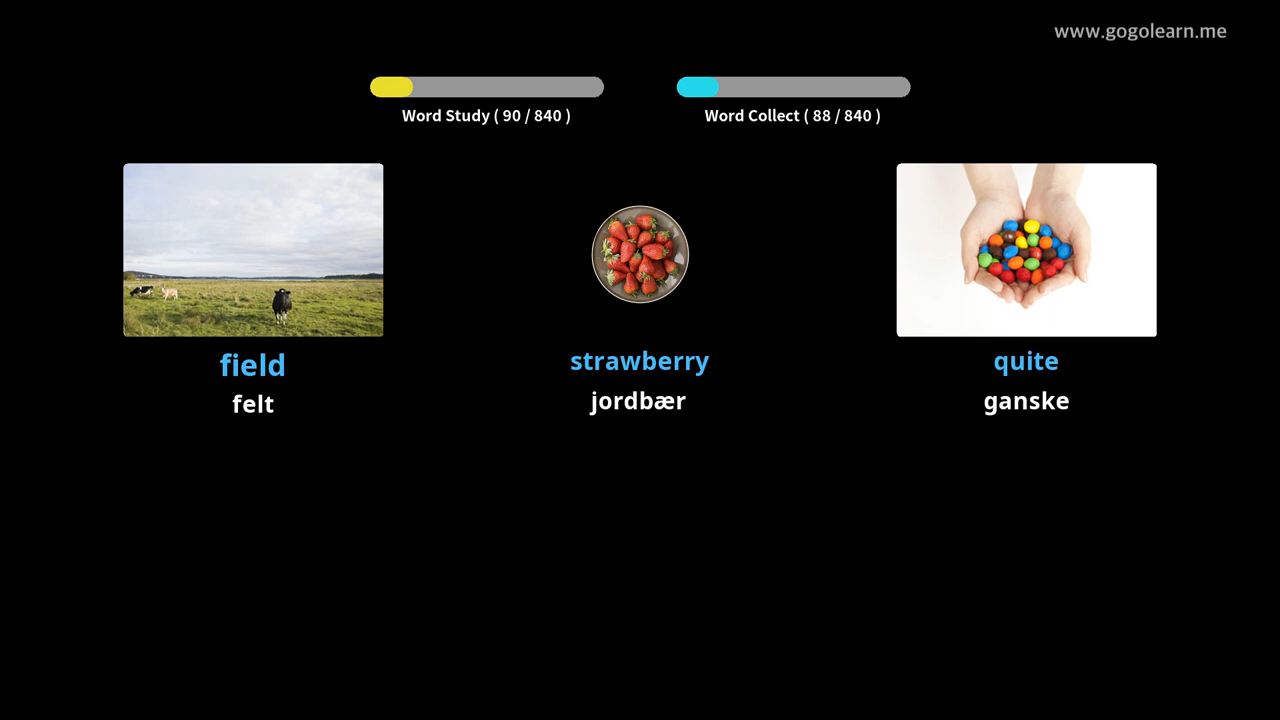 www.gogolearn.me
Word Study ( 90 / 840 )
Word Collect ( 88 / 840 )
field
felt
strawberry
jordbær
quite
ganske